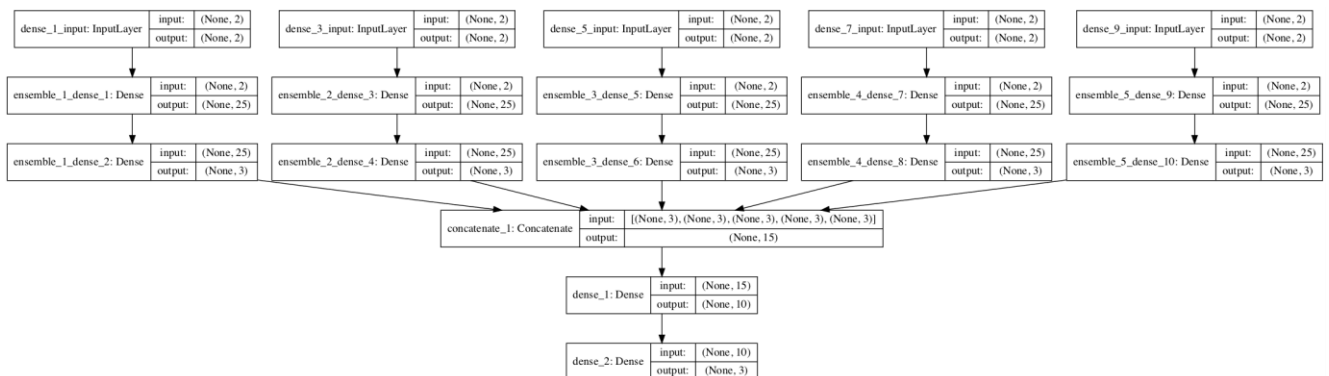 dense_1_input: InputLayer input: (None, 2) output: (None, 2)
dense_3_input: InputLayer input: (None, 2) output: (None, 2)
dense_5_input: InputLayer input: (None, 2) output: (None, 2)
dense_7_input: InputLayer input: (None, 2) output: (None, 2)
dense_9_input: InputLayer input: (None, 2) output: (None, 2)
ensemble_1_dense_1: Dense input: (None, 2) output: (None, 25)
ensemble_2_dense_3: Dense input: (None, 2) output: (None, 25)
ensemble_3_dense_5: Dense input: (None, 2) output: (None, 25)
ensemble_4_dense_7: Dense input: (None, 2) output: (None, 25)
ensemble_5_dense_9: Dense input: (None, 2) output: (None, 25)
ensemble_1_dense_2: Dense input: (None, 25) output: (None, 3)
ensemble_2_dense_4: Dense input: (None, 25) output: (None, 3)
ensemble_3_dense_6: Dense input: (None, 25) output: (None, 3)
ensemble_4_dense_8: Dense input: (None, 25) output: (None, 3)
ensemble_5_dense_10: Dense input: (None, 25) output: (None, 3)
concatenate_1: Concatenate input: [(None, 3), (None, 3), (None, 3), (None, 3), (None, 3)] output: (None, 15)
dense_1: Dense input: (None, 15) output: (None, 10)
dense_2: Dense input: (None, 10) output: (None, 3)